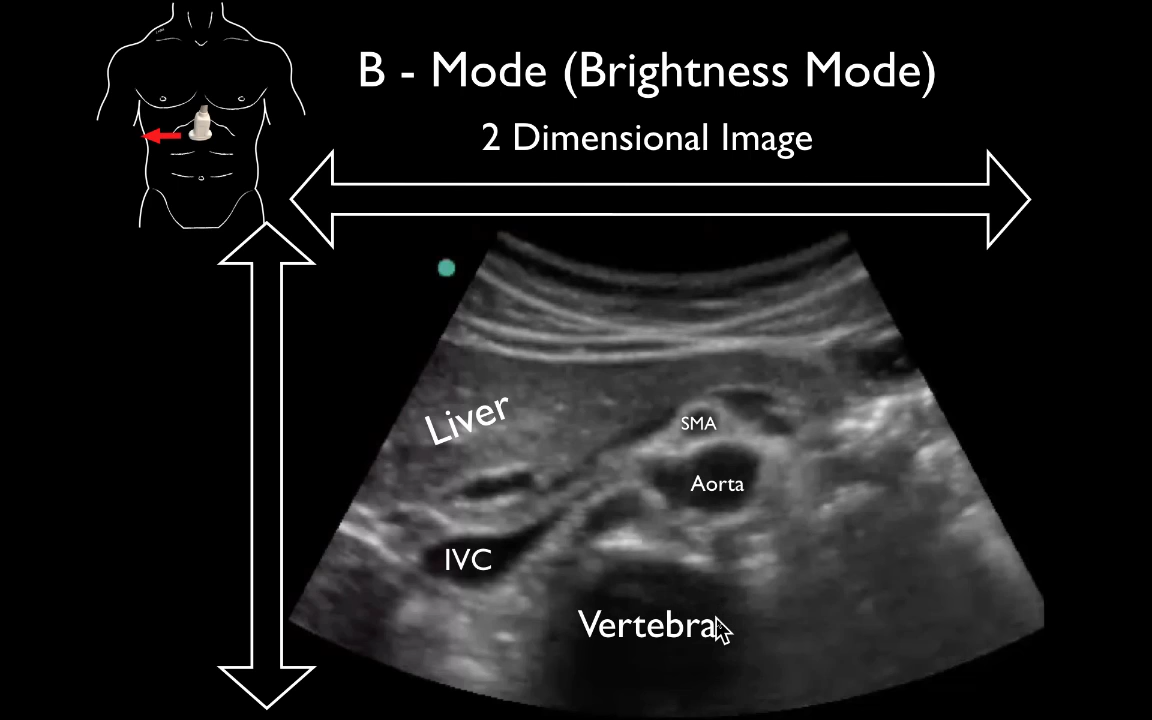 B - Mode (Brightness Mode)
2 Dimensional Image
Liver
SMA
Aorta
IVC
Vertebra